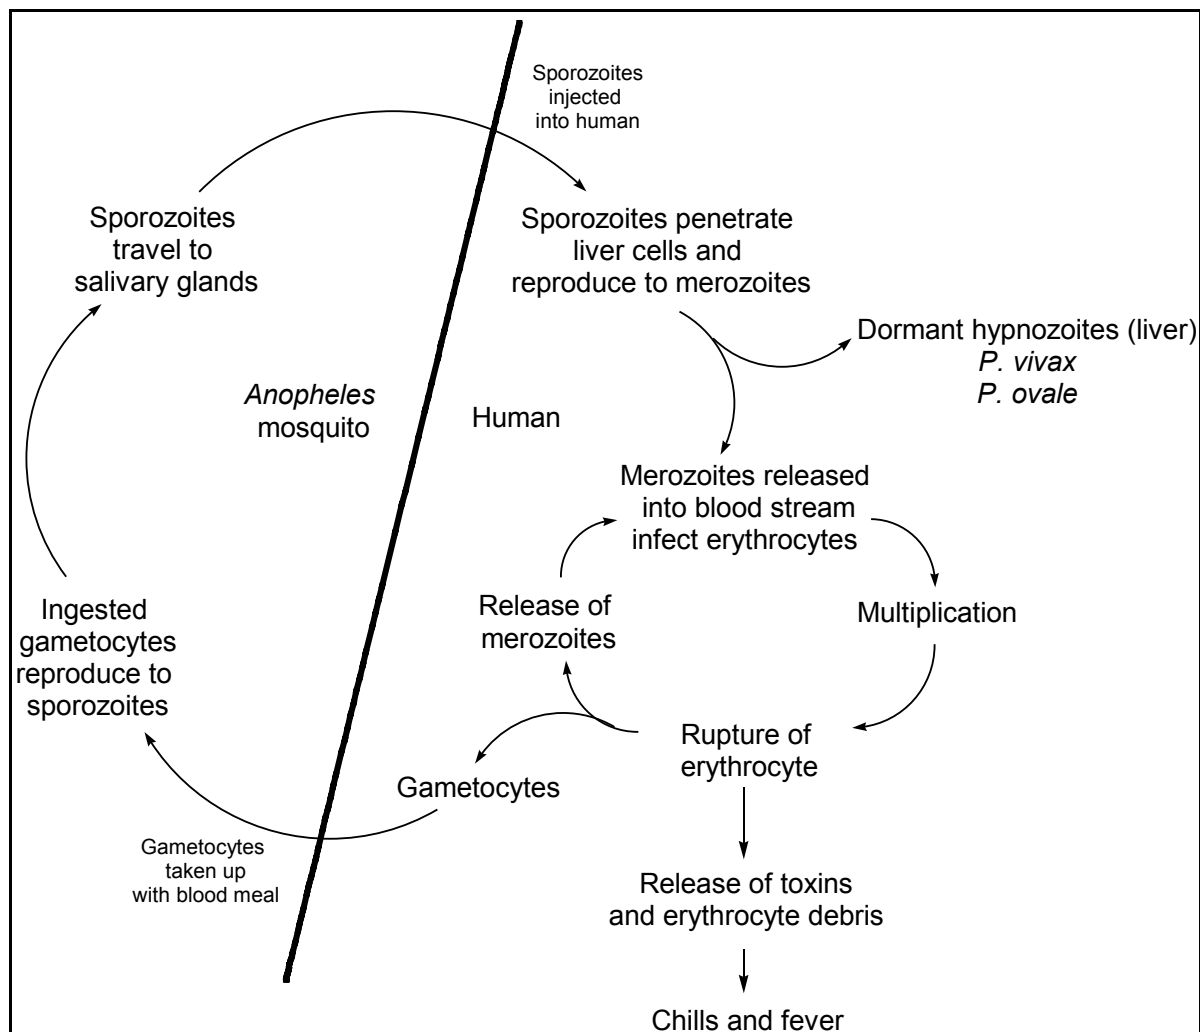 Sporozoites
injected
into human
Sporozoites
travel to
salivary glands
Sporozoites penetrate
liver cells and
reproduce to merozoites
Dormant hypnozoites (liver)
P. vivax
P. ovale
Anopheles
mosquito
Human
Merozoites released
into blood stream
infect erythrocytes
Ingested
gametocytes
reproduce to
sporozoites
Release of
merozoites
Multiplication
Rupture of
erythrocyte
Gametocytes
Gametocytes
taken up
with blood meal
Release of toxins
and erythrocyte debris
Chills and fever